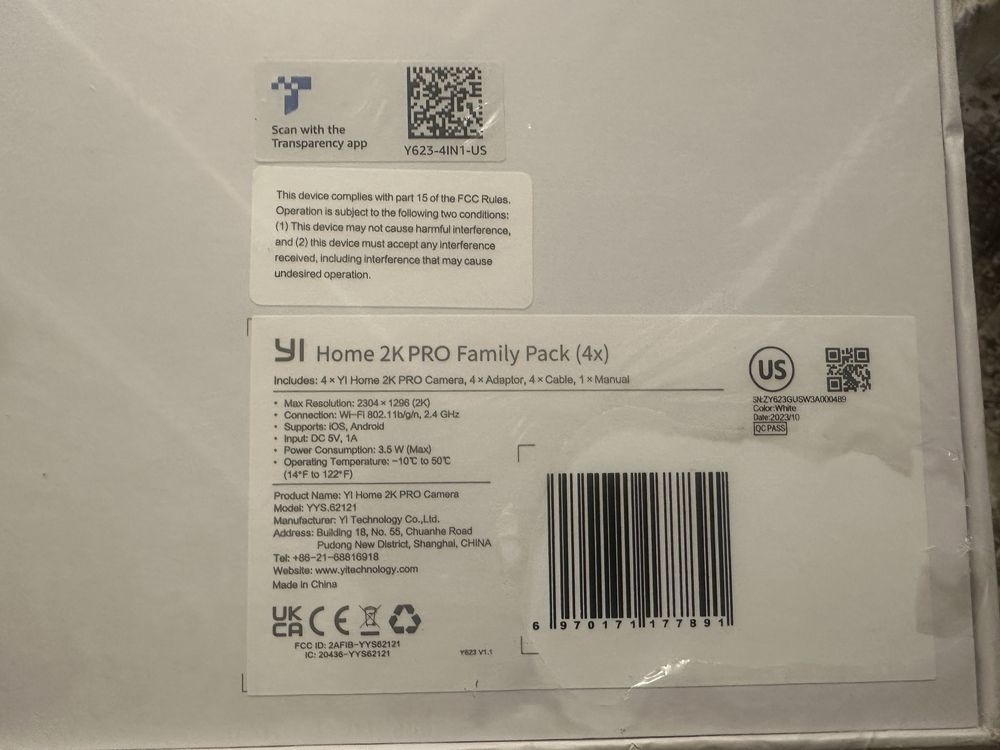 Scan with the
Transparency app
Y623-4IN1-US
This device complies with part 15 of the FCC Rules.
Operation is subject to the following two conditions:
(1) This device may not cause harmful interference,
and (2) this device must accept any interference
received, including interference that may cause
undesired operation.
YI Home 2K PRO Family Pack (4x)
Includes: 4 × YI Home 2K PRO Camera, 4 × Adaptor, 4 × Cable, 1 × Manual
• Max Resolution: 2304 × 1296 (2K)
• Connection: Wi-Fi 802.11b/g/n, 2.4 GHz
• Supports: iOS, Android
• Input: DC 5V, 1A
• Power Consumption: 3.5 W (Max)
• Operating Temperature: -10℃ to 50℃
(14°F to 122°F)
US
SN:ZY623GUSW3A000489
Color:White
Date:2023/10
QC PASS
Product Name: YI Home 2K PRO Camera
Model: YYS.62121
Manufacturer: YI Technology Co.,Ltd.
Address: Building 18, No. 55, Chuanhe Road
Pudong New District, Shanghai, CHINA
Tel: +86-21-68816918
Website: www.yitechnology.com
Made in China
UK
CA
CE
FCC ID: 2AFIB-YYS62121
IC: 20436-YYS62121
Y623 V1.1
6 970171 177891